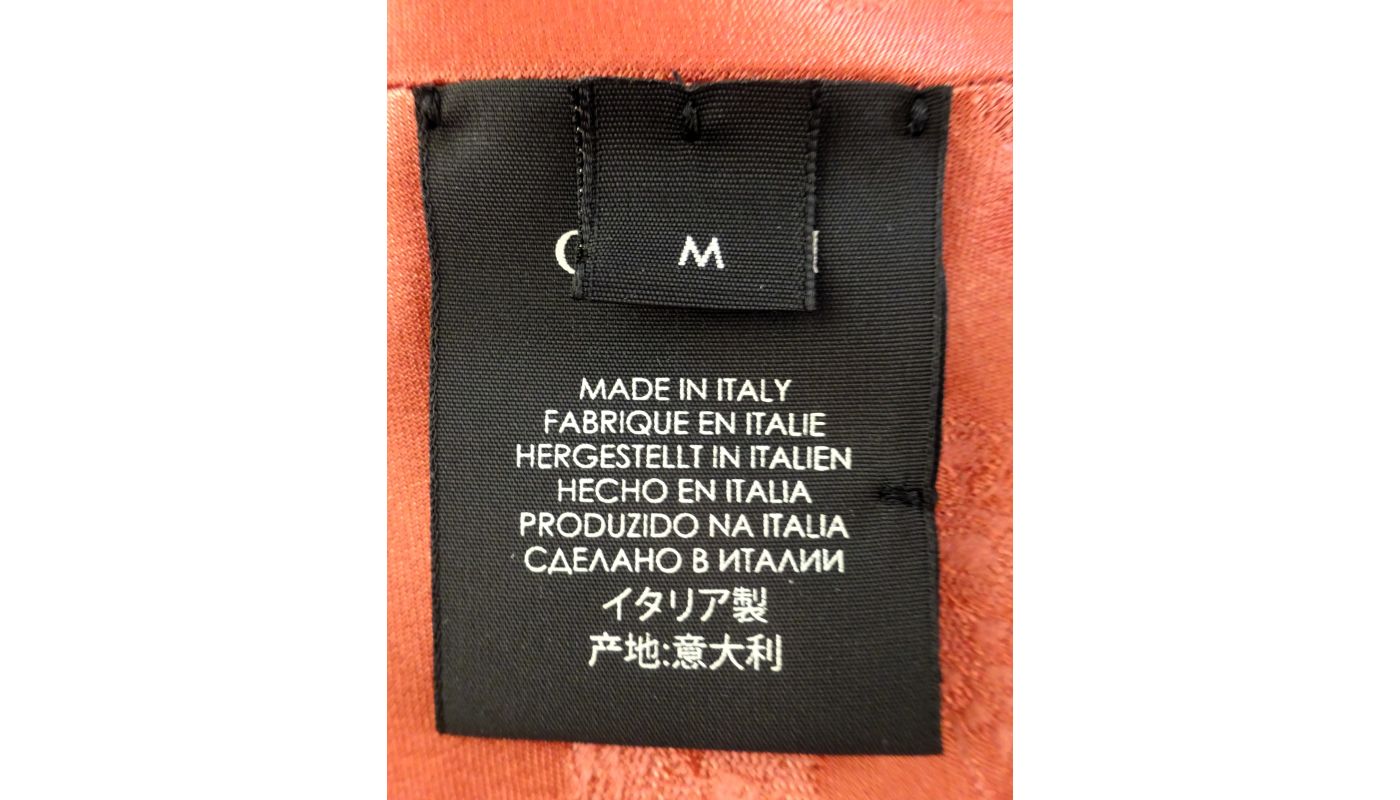 M
MADE IN ITALY
FABRIQUE EN ITALIE
HERGESTELLT IN ITALIEN
HECHO EN ITALIA
PRODUZIDO NA ITALIA
СДЕЛАНО В ИТАЛИИ
イタリア製
产地:意大利